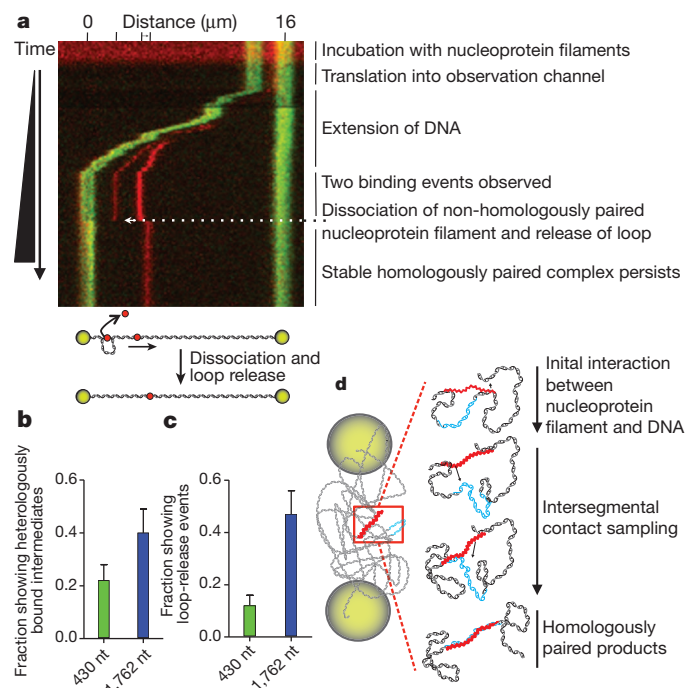 a
0 Distance (μm) 16
Time
Incubation with nucleoprotein filaments
Translation into observation channel
Extension of DNA
Two binding events observed
Dissociation of non-homologously paired
nucleoprotein filament and release of loop
Stable homologously paired complex persists
Dissociation and
loop release
b
Fraction showing heterologously
bound intermediates
0.6
0.4
0.2
0.0
430 nt
1,762 nt
c
Fraction showing
loop-release events
0.6
0.4
0.2
0.0
430 nt
1,762 nt
d
Inital interaction
between
nucleoprotein
filament and DNA
Intersegmental
contact sampling
Homologously
paired products